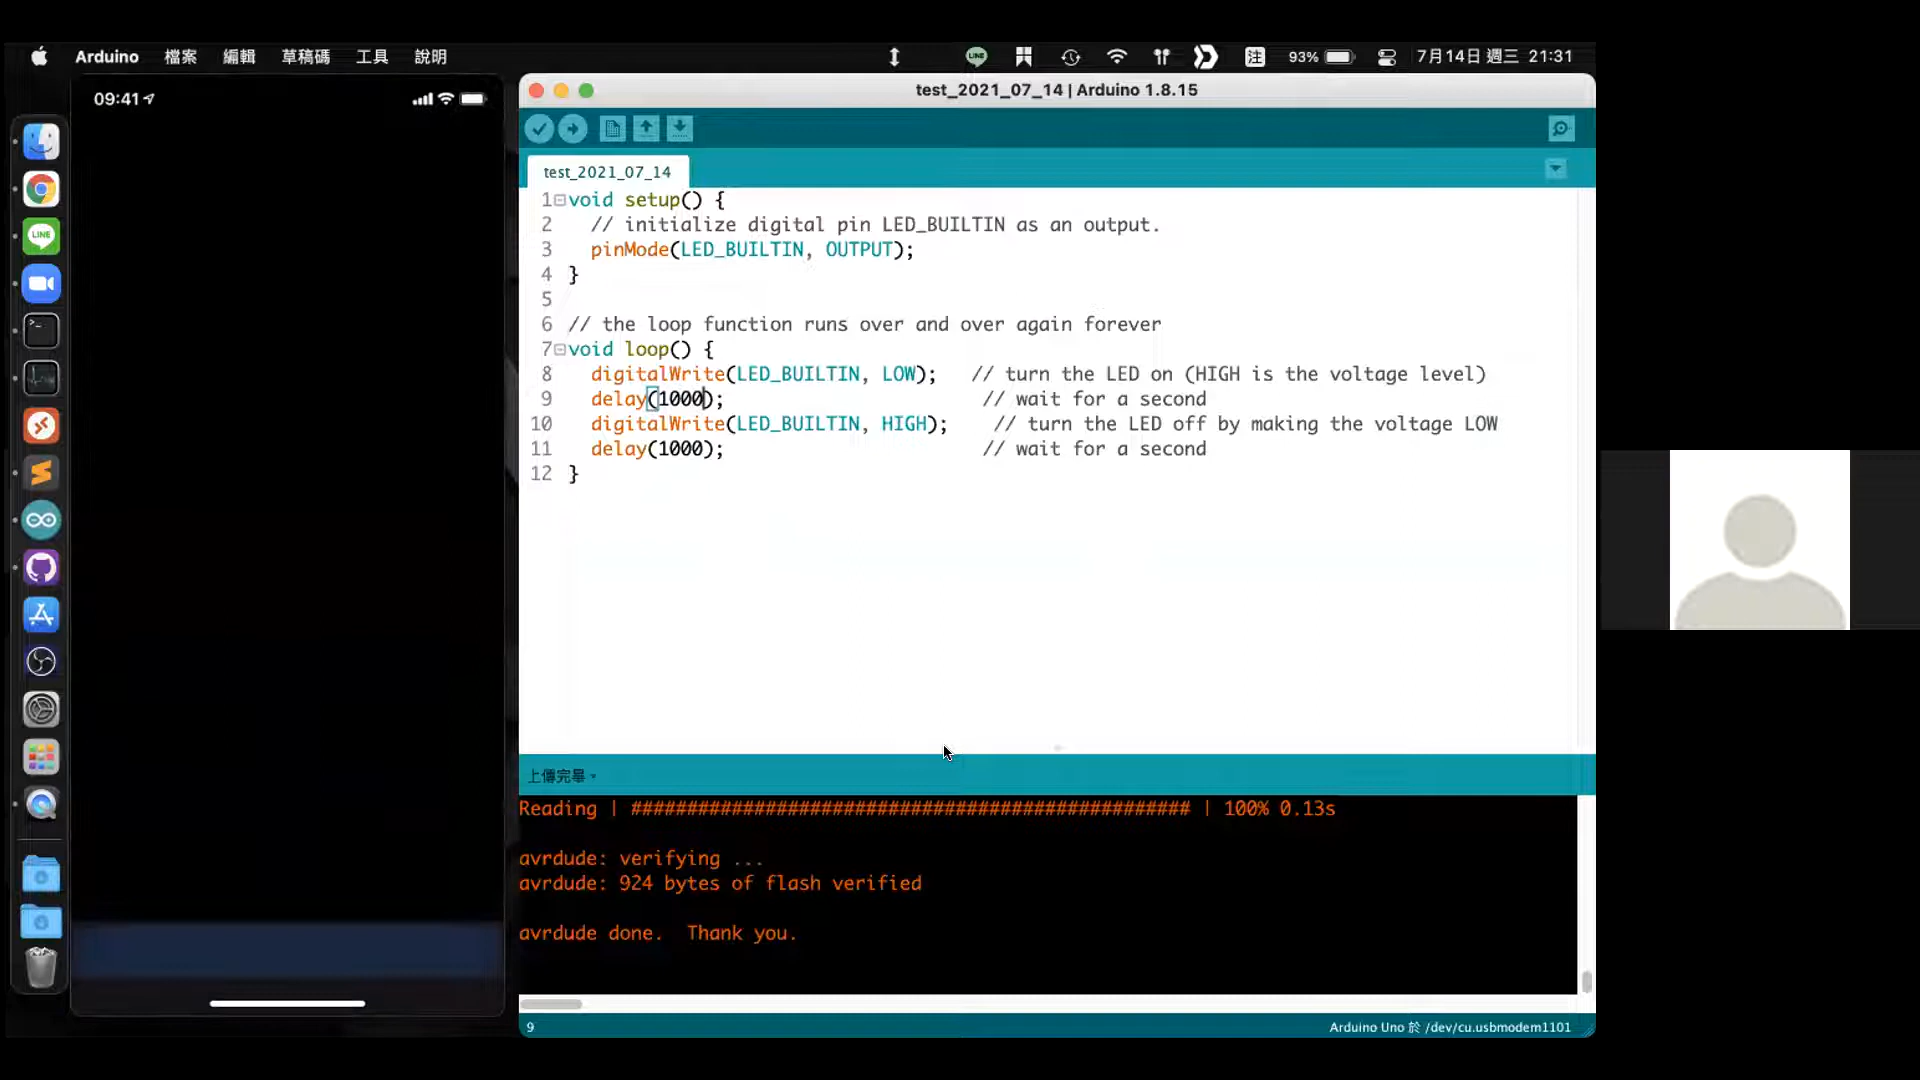 Arduino 檔案 編輯 草稿碼 工具 說明 LINE 注 93% 7月14日 週三 21:31
09:41
LINE
test_2021_07_14 | Arduino 1.8.15
test_2021_07_14
1 void setup() {
2 // initialize digital pin LED_BUILTIN as an output.
3 pinMode(LED_BUILTIN, OUTPUT);
4 }
5
6 // the loop function runs over and over again forever
7 void loop() {
8 digitalWrite(LED_BUILTIN, LOW); // turn the LED on (HIGH is the voltage level)
9 delay(1000); // wait for a second
10 digitalWrite(LED_BUILTIN, HIGH); // turn the LED off by making the voltage LOW
11 delay(1000); // wait for a second
12 }
上傳完畢。
Reading | ################################################## | 100% 0.13s
avrdude: verifying ...
avrdude: 924 bytes of flash verified
avrdude done. Thank you.
9 Arduino Uno 於 /dev/cu.usbmodem1101